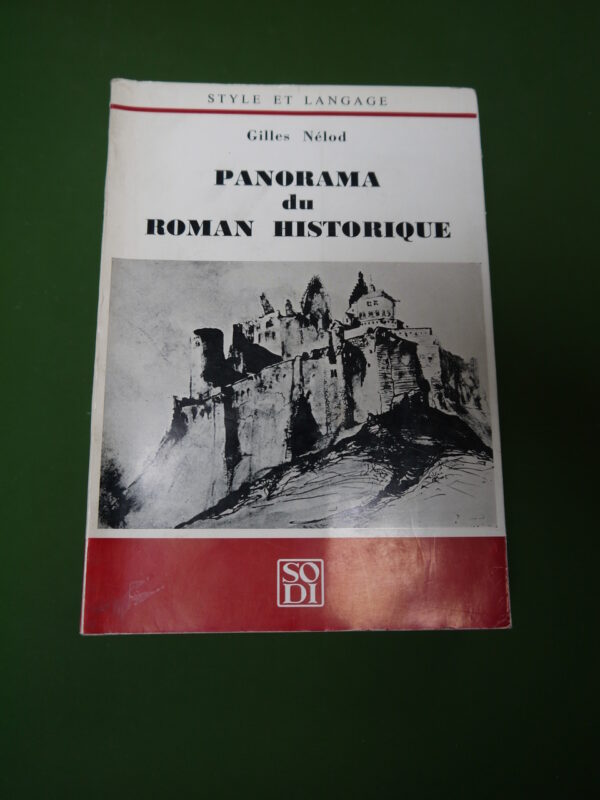 STYLE ET LANGAGE
Gilles Nélod
PANORAMA
du
ROMAN HISTORIQUE
SO
DI